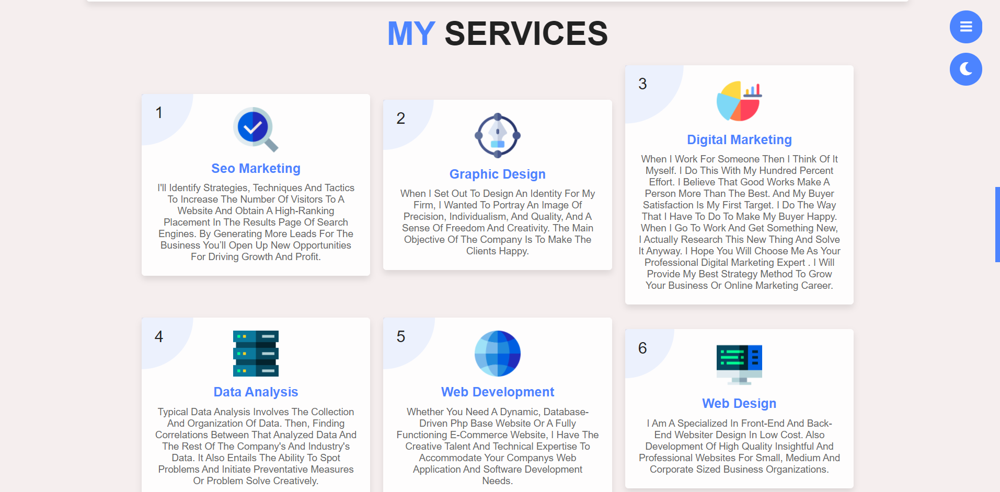 MY SERVICES
1
Seo Marketing
I'll Identify Strategies, Techniques And Tactics
To Increase The Number Of Visitors To A
Website And Obtain A High-Ranking
Placement In The Results Page Of Search
Engines. By Generating More Leads For The
Business You’ll Open Up New Opportunities
For Driving Growth And Profit.
2
Graphic Design
When I Set Out To Design An Identity For My
Firm, I Wanted To Portray An Image Of
Precision, Individualism, And Quality, And A
Sense Of Freedom And Creativity. The Main
Objective Of The Company Is To Make The
Clients Happy.
3
Digital Marketing
When I Work For Someone Then I Think Of It
Myself. I Do This With My Hundred Percent
Effort. I Believe That Good Works Make A
Person More Than The Best. And My Buyer
Satisfaction Is My First Target. I Do The Way
That I Have To Do To Make My Buyer Happy.
When I Go To Work And Get Something New,
I Actually Research This New Thing And Solve
It Anyway. I Hope You Will Choose Me As Your
Professional Digital Marketing Expert . I Will
Provide My Best Strategy Method To Grow
Your Business Or Online Marketing Career.
4
Data Analysis
Typical Data Analysis Involves The Collection
And Organization Of Data. Then, Finding
Correlations Between That Analyzed Data And
The Rest Of The Company's And Industry's
Data. It Also Entails The Ability To Spot
Problems And Initiate Preventative Measures
Or Problem Solve Creatively.
5
Web Development
Whether You Need A Dynamic, Database-
Driven Php Base Website Or A Fully
Functioning E-Commerce Website, I Have The
Creative Talent And Technical Expertise To
Accommodate Your Companys Web
Application And Software Development
Needs.
6
Web Design
I Am A Specialized In Front-End And Back-
End Websiter Design In Low Cost. Also
Development Of High Quality Insightful And
Professional Websites For Small, Medium And
Corporate Sized Business Organizations.